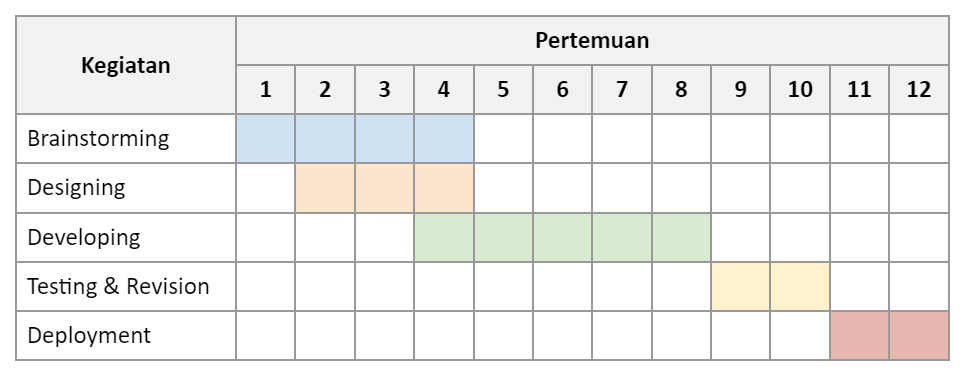 Kegiatan
Pertemuan
1 2 3 4 5 6 7 8 9 10 11 12
Brainstorming
Designing
Developing
Testing & Revision
Deployment